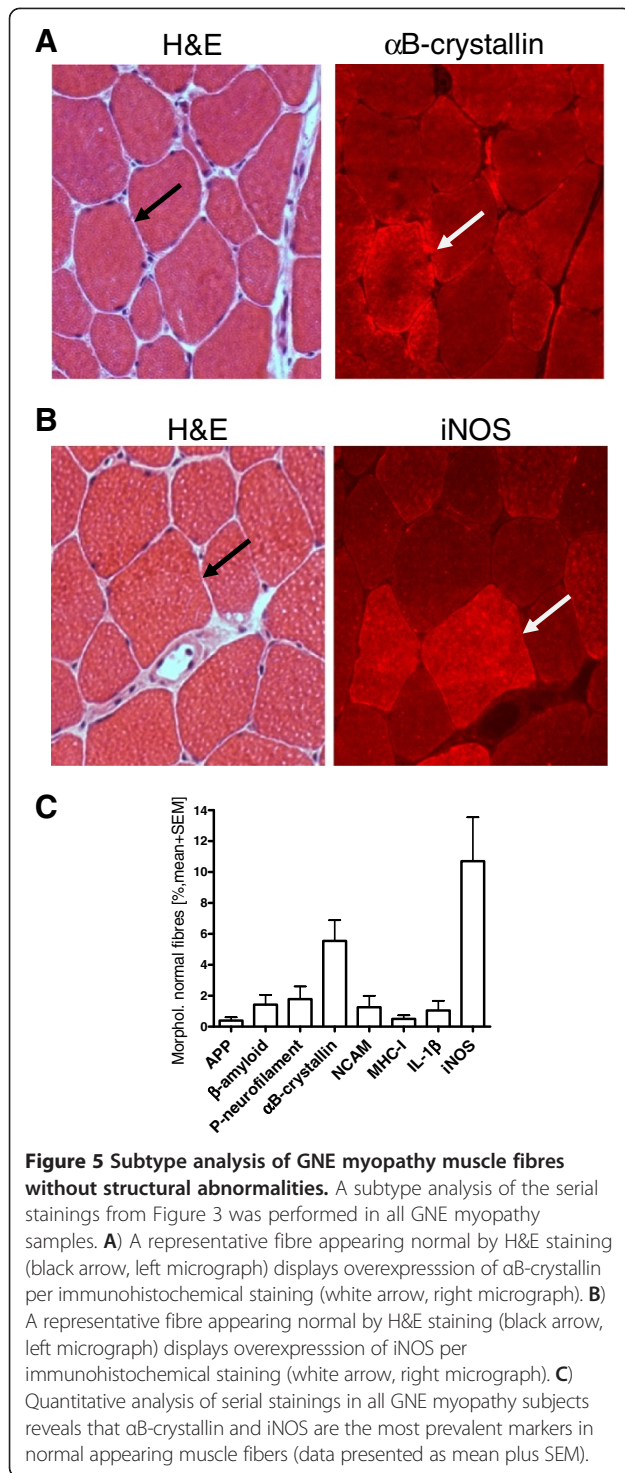 A
H&E
αB-crystallin
B
H&E
iNOS
C
Morphol. normal fibres [%,mean+SEM]
14
12
10
8
6
4
2
0
APP
β-amyloid
P-neurofilament
αB-crystallin
NCAM
MHC-I
IL-1β
iNOS
Figure 5 Subtype analysis of GNE myopathy muscle fibres
without structural abnormalities. A subtype analysis of the serial
stainings from Figure 3 was performed in all GNE myopathy
samples. A) A representative fibre appearing normal by H&E staining
(black arrow, left micrograph) displays overexpresssion of αB-crystallin
per immunohistochemical staining (white arrow, right micrograph). B)
A representative fibre appearing normal by H&E staining (black arrow,
left micrograph) displays overexpresssion of iNOS per
immunohistochemical staining (white arrow, right micrograph). C)
Quantitative analysis of serial stainings in all GNE myopathy subjects
reveals that αB-crystallin and iNOS are the most prevalent markers in
normal appearing muscle fibers (data presented as mean plus SEM).